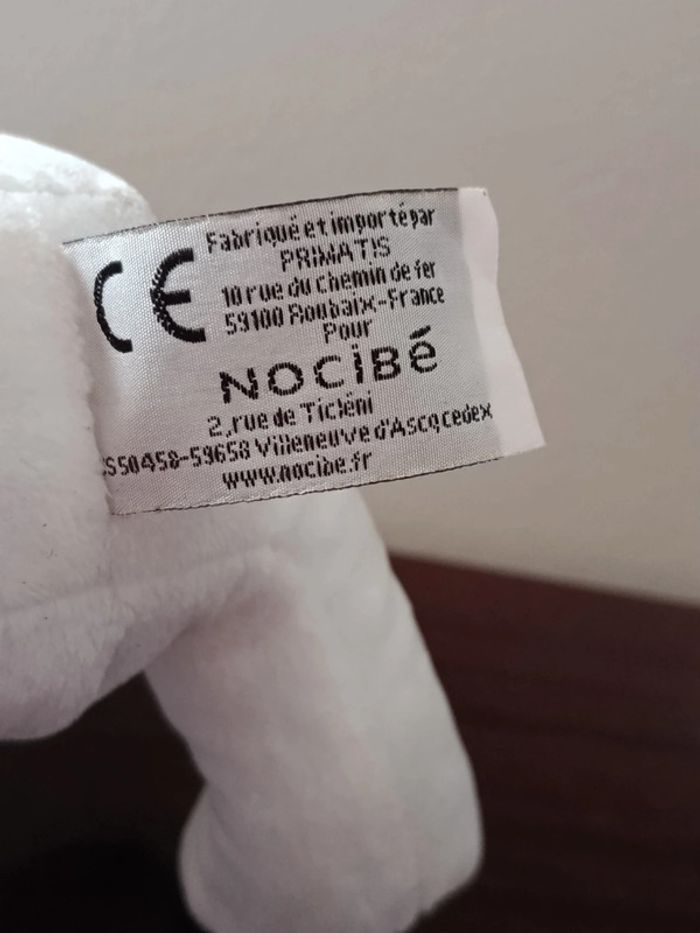 CE
Fabriqué et importé par
PRIMATIS
10 rue du chemin de fer
59100 Roubaix-France
Pour
NOCiBé
2,rue de Ticléni
CS50458-59658 Villeneuve d'Ascq cedex
www.nocibe.fr